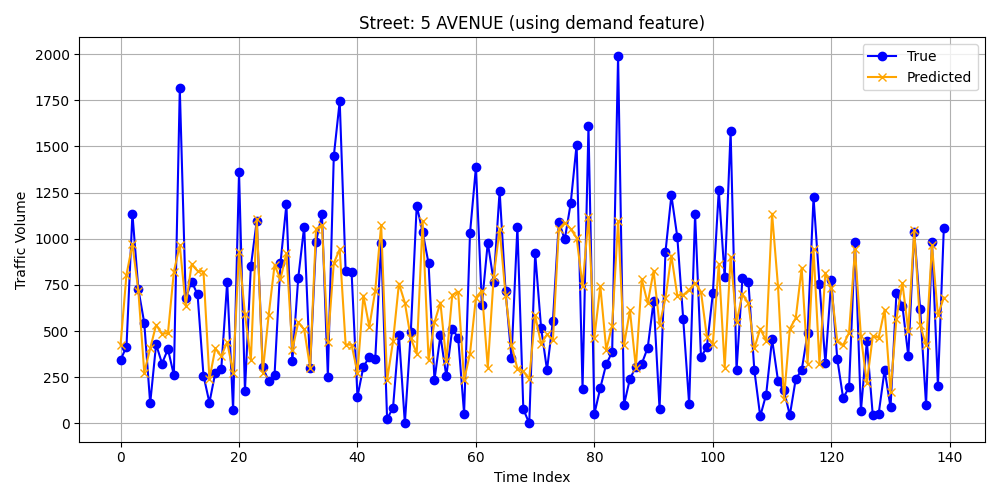 Street: 5 AVENUE (using demand feature)
True
Predicted
Traffic Volume
2000
1750
1500
1250
1000
750
500
250
0
0 20 40 60 80 100 120 140
Time Index